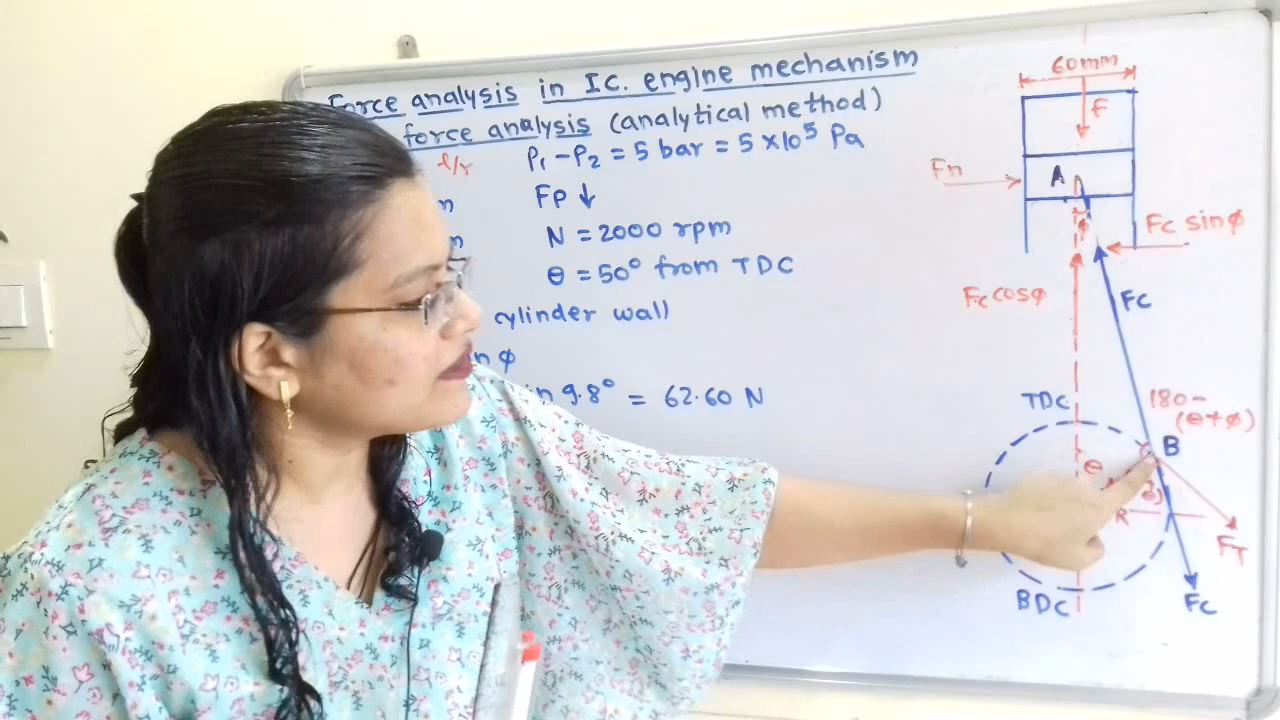 Force analysis in I.C. engine mechanism
force analysis (analytical method)
l/r
P₁ - P₂ = 5 bar = 5 × 10⁵ Pa
Fp ↓
N = 2000 rpm
θ = 50° from TDC
cylinder wall
ϕ
9.8° = 62.60 N
60mm
F
Fn
A
Fc sinϕ
Fc cosϕ
Fc
TDC
180-
(θ+ϕ)
B
θ
R
FT
BDC
Fc